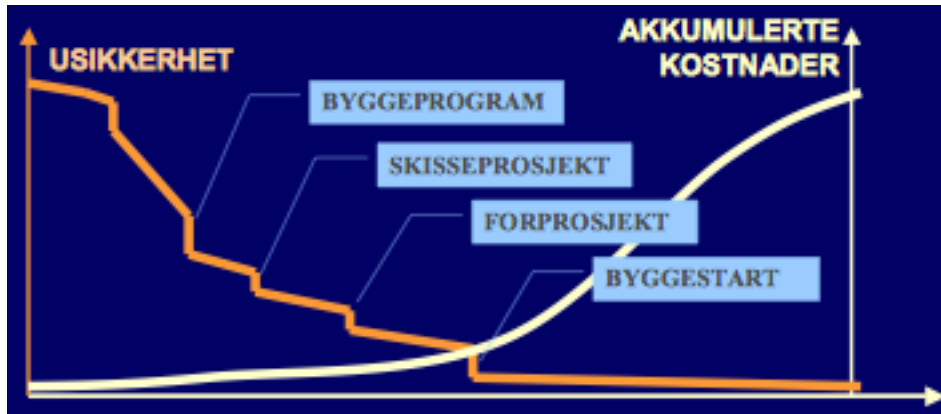 USIKKERHET
AKKUMULERTE
KOSTNADER
BYGGEPROGRAM
SKISSEPROSJEKT
FORPROSJEKT
BYGGESTART